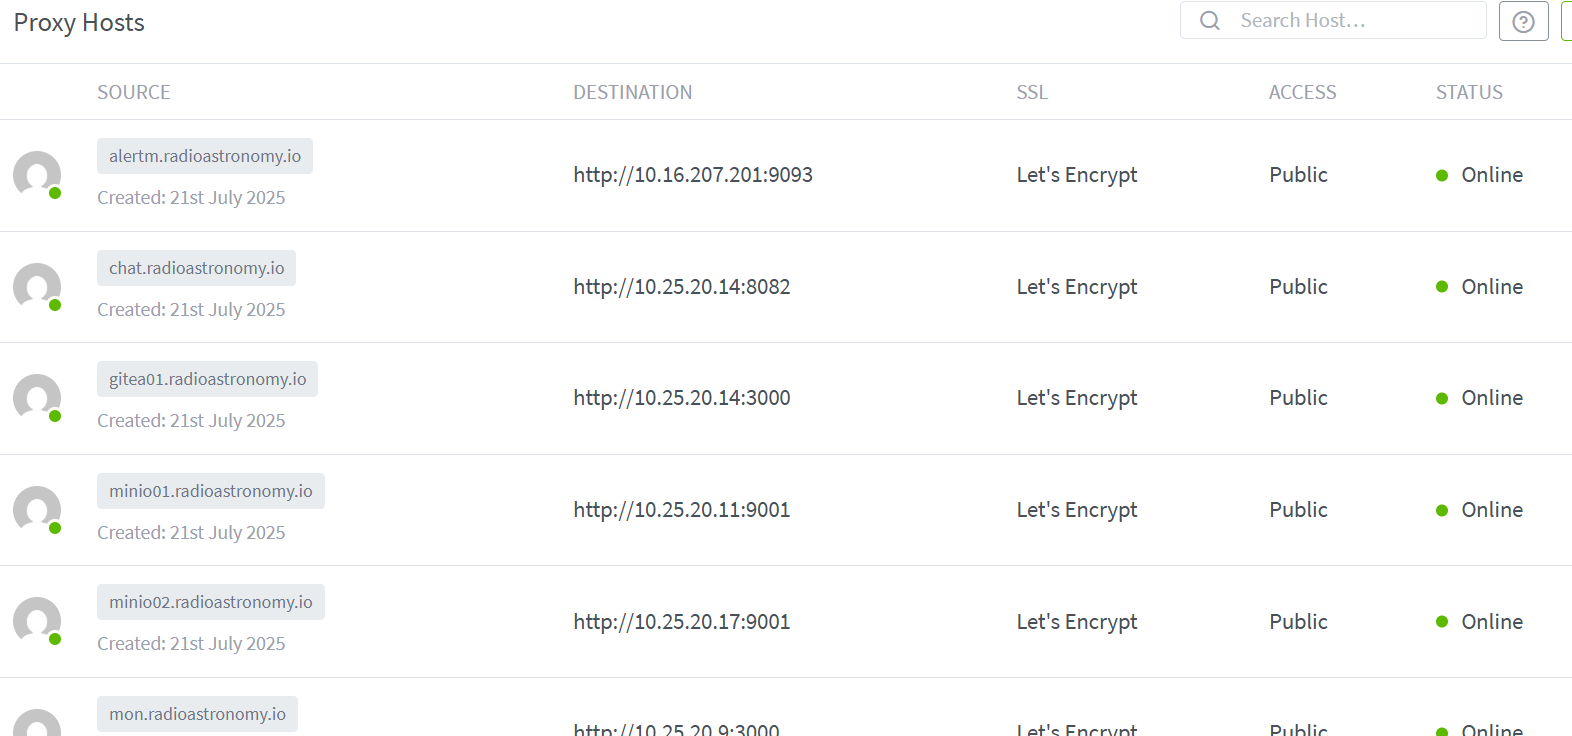 Proxy Hosts
Search Host…
SOURCE DESTINATION SSL ACCESS STATUS
alertm.radioastronomy.io
Created: 21st July 2025
http://10.16.207.201:9093 Let's Encrypt Public Online
chat.radioastronomy.io
Created: 21st July 2025
http://10.25.20.14:8082 Let's Encrypt Public Online
gitea01.radioastronomy.io
Created: 21st July 2025
http://10.25.20.14:3000 Let's Encrypt Public Online
minio01.radioastronomy.io
Created: 21st July 2025
http://10.25.20.11:9001 Let's Encrypt Public Online
minio02.radioastronomy.io
Created: 21st July 2025
http://10.25.20.17:9001 Let's Encrypt Public Online
mon.radioastronomy.io
http://10.25.20.9:3000 Let's Encrypt Public Online